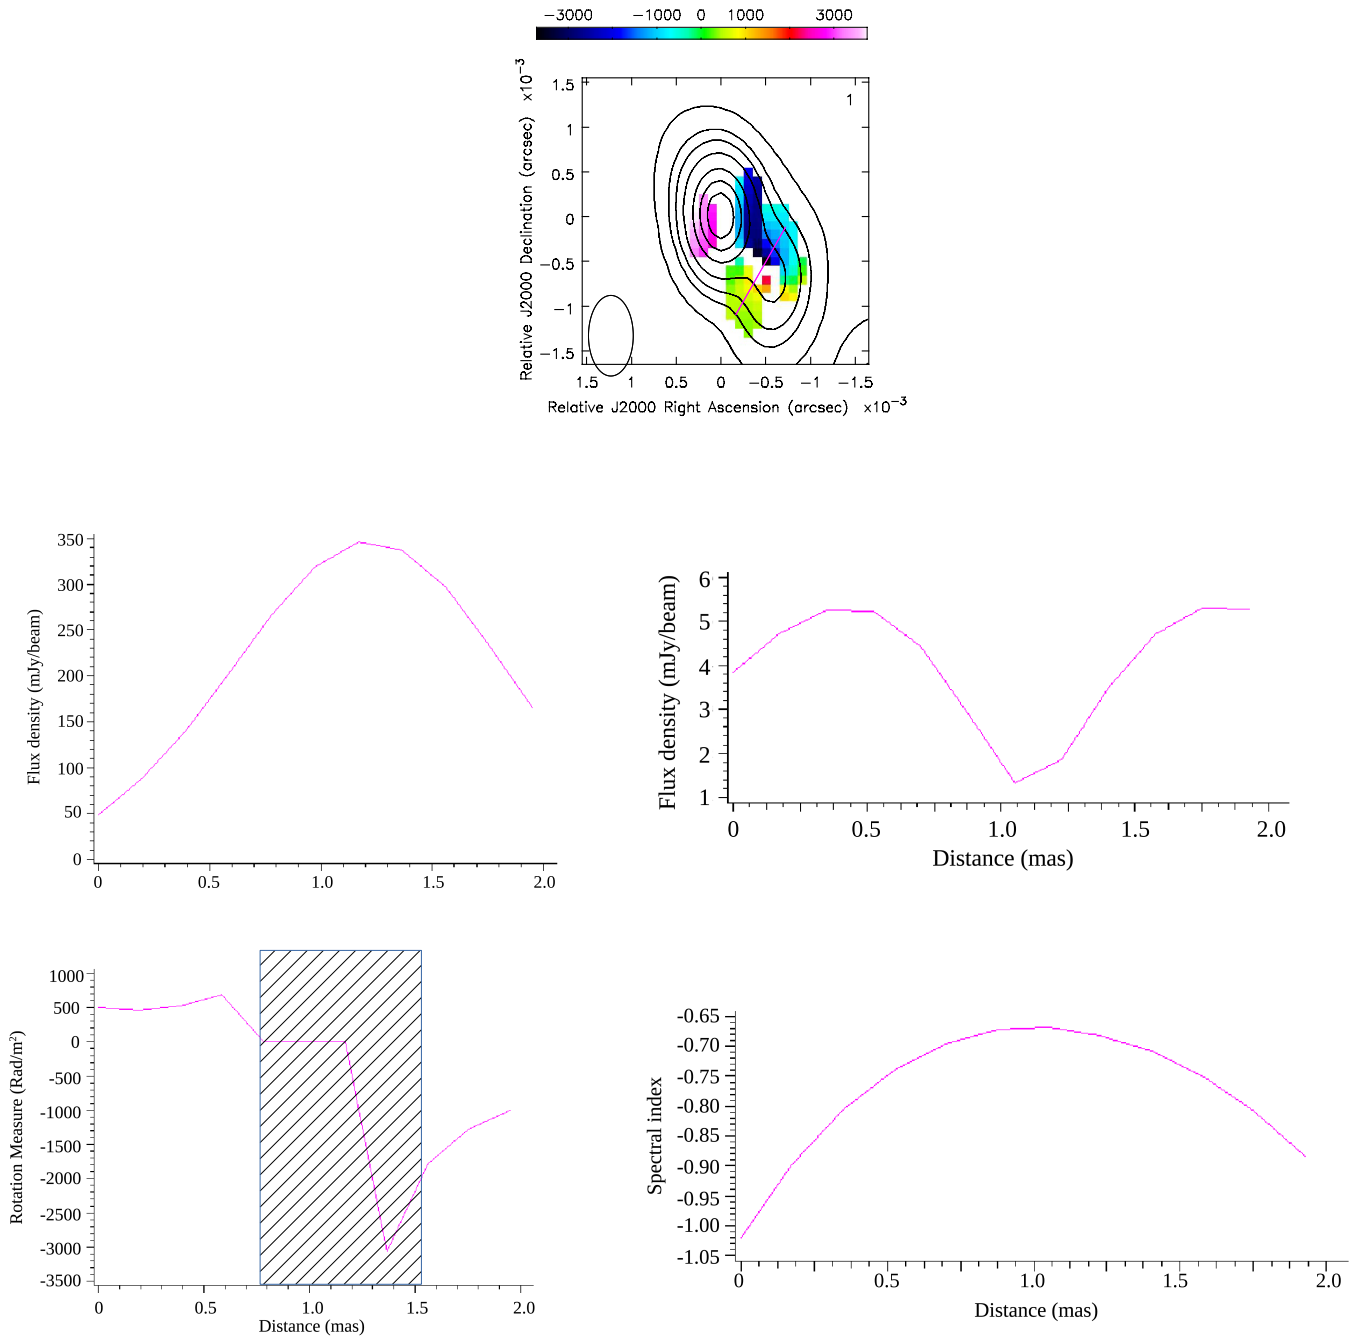 −3000 −1000 0 1000 3000
×10⁻³
Relative J2000 Declination (arcsec)
1.5
1
0.5
0
−0.5
−1
−1.5
1
1.5 1 0.5 0 −0.5 −1 −1.5
Relative J2000 Right Ascension (arcsec) ×10⁻³
Flux density (mJy/beam)
350
300
250
200
150
100
50
0
0 0.5 1.0 1.5 2.0
Flux density (mJy/beam)
6
5
4
3
2
1
0 0.5 1.0 1.5 2.0
Distance (mas)
Rotation Measure (Rad/m²)
1000
500
0
-500
-1000
-1500
-2000
-2500
-3000
-3500
0 0.5 1.0 1.5 2.0
Distance (mas)
Spectral index
-0.65
-0.70
-0.75
-0.80
-0.85
-0.90
-0.95
-1.00
-1.05
0 0.5 1.0 1.5 2.0
Distance (mas)